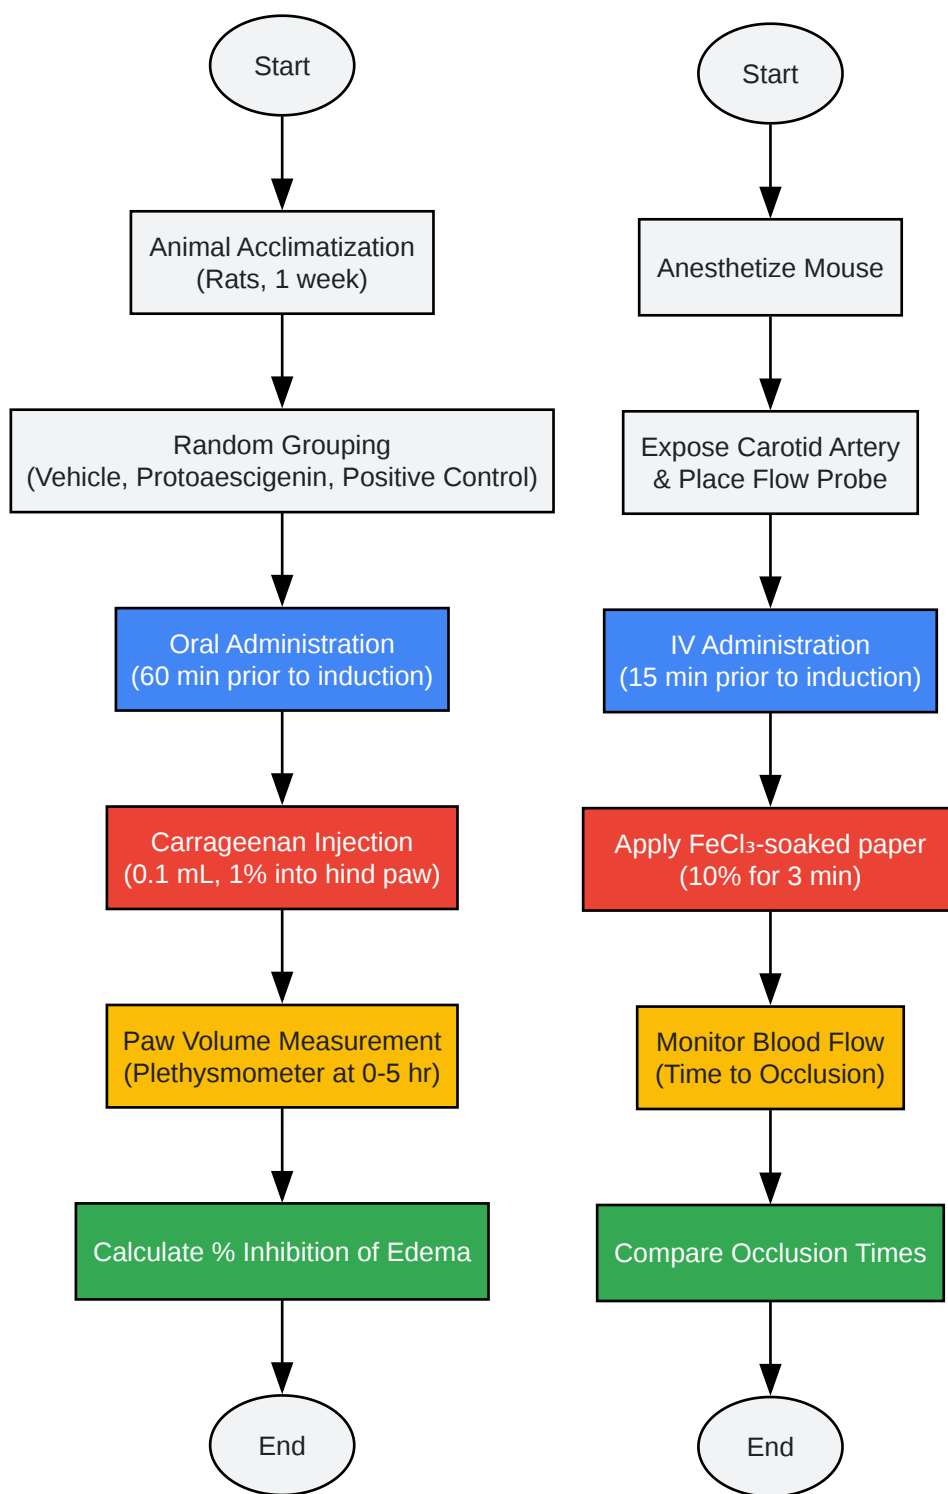 Start
Animal Acclimatization
(Rats, 1 week)
Random Grouping
(Vehicle, Protoaescigenin, Positive Control)
Oral Administration
(60 min prior to induction)
Carrageenan Injection
(0.1 mL, 1% into hind paw)
Paw Volume Measurement
(Plethysmometer at 0-5 hr)
Calculate % Inhibition of Edema
End
Start
Anesthetize Mouse
Expose Carotid Artery
& Place Flow Probe
IV Administration
(15 min prior to induction)
Apply FeCl₃-soaked paper
(10% for 3 min)
Monitor Blood Flow
(Time to Occlusion)
Compare Occlusion Times
End